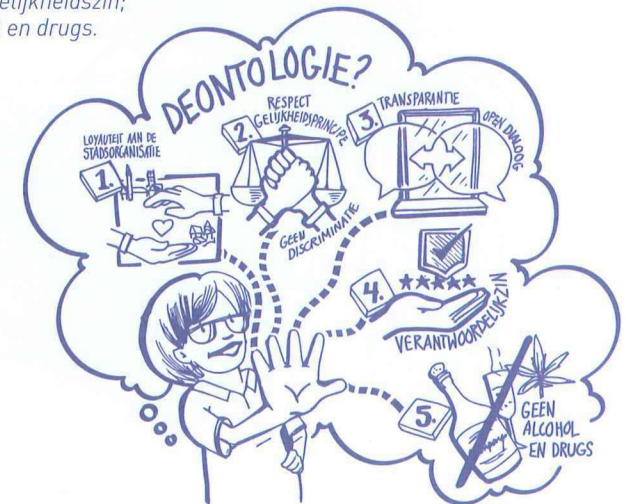 elijkheidszin;
en drugs.
DEONTOLOGIE?
1.
LOYAUTEIT AAN DE
STADSORGANISATIE
2.
RESPECT
GELIJKHEIDSPRINCIPE
GEEN
DISCRIMINATIE
3.
TRANSPARANTIE
OPEN DIALOOG
4.
VERANTWOORDELIJKZIN
5.
GEEN
ALCOHOL
EN DRUGS